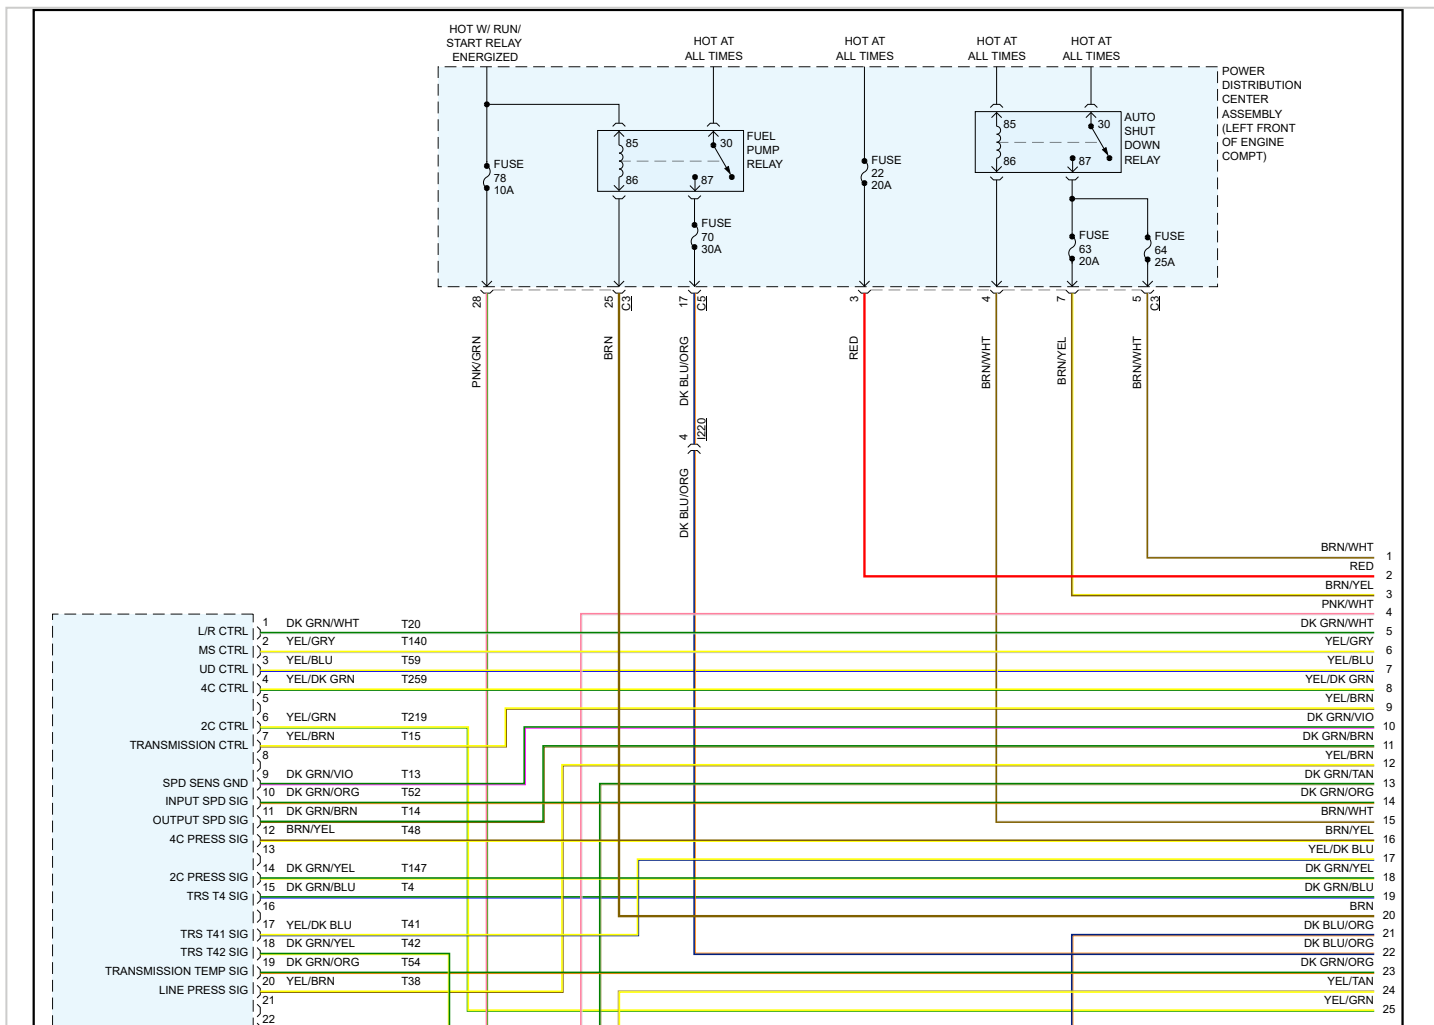 HOT W/ RUN/
START RELAY
ENERGIZED
HOT AT
ALL TIMES
HOT AT
ALL TIMES
HOT AT
ALL TIMES
HOT AT
ALL TIMES
POWER
DISTRIBUTION
CENTER
ASSEMBLY
(LEFT FRONT
OF ENGINE
COMPT)
FUSE
78
10A
85
86
30
87
FUEL
PUMP
RELAY
FUSE
70
30A
FUSE
22
20A
85
86
30
87
AUTO
SHUT
DOWN
RELAY
FUSE
63
20A
FUSE
64
25A
28
25
C3
17
C5
3
4
7
5
C3
PNK/GRN
BRN
DK BLU/ORG
RED
BRN/WHT
BRN/YEL
BRN/WHT
4
I220
DK BLU/ORG
BRN/WHT 1
RED 2
BRN/YEL 3
PNK/WHT 4
DK GRN/WHT 5
YEL/GRY 6
YEL/BLU 7
YEL/DK GRN 8
YEL/BRN 9
DK GRN/VIO 10
DK GRN/BRN 11
YEL/BRN 12
DK GRN/TAN 13
DK GRN/ORG 14
BRN/WHT 15
BRN/YEL 16
YEL/DK BLU 17
DK GRN/YEL 18
DK GRN/BLU 19
BRN 20
DK BLU/ORG 21
DK BLU/ORG 22
DK GRN/ORG 23
YEL/TAN 24
YEL/GRN 25
L/R CTRL 1 DK GRN/WHT T20
MS CTRL 2 YEL/GRY T140
UD CTRL 3 YEL/BLU T59
4C CTRL 4 YEL/DK GRN T259
5
2C CTRL 6 YEL/GRN T219
TRANSMISSION CTRL 7 YEL/BRN T15
8
SPD SENS GND 9 DK GRN/VIO T13
INPUT SPD SIG 10 DK GRN/ORG T52
OUTPUT SPD SIG 11 DK GRN/BRN T14
4C PRESS SIG 12 BRN/YEL T48
13
2C PRESS SIG 14 DK GRN/YEL T147
TRS T4 SIG 15 DK GRN/BLU T4
16
TRS T41 SIG 17 YEL/DK BLU T41
TRS T42 SIG 18 DK GRN/YEL T42
TRANSMISSION TEMP SIG 19 DK GRN/ORG T54
LINE PRESS SIG 20 YEL/BRN T38
21
22